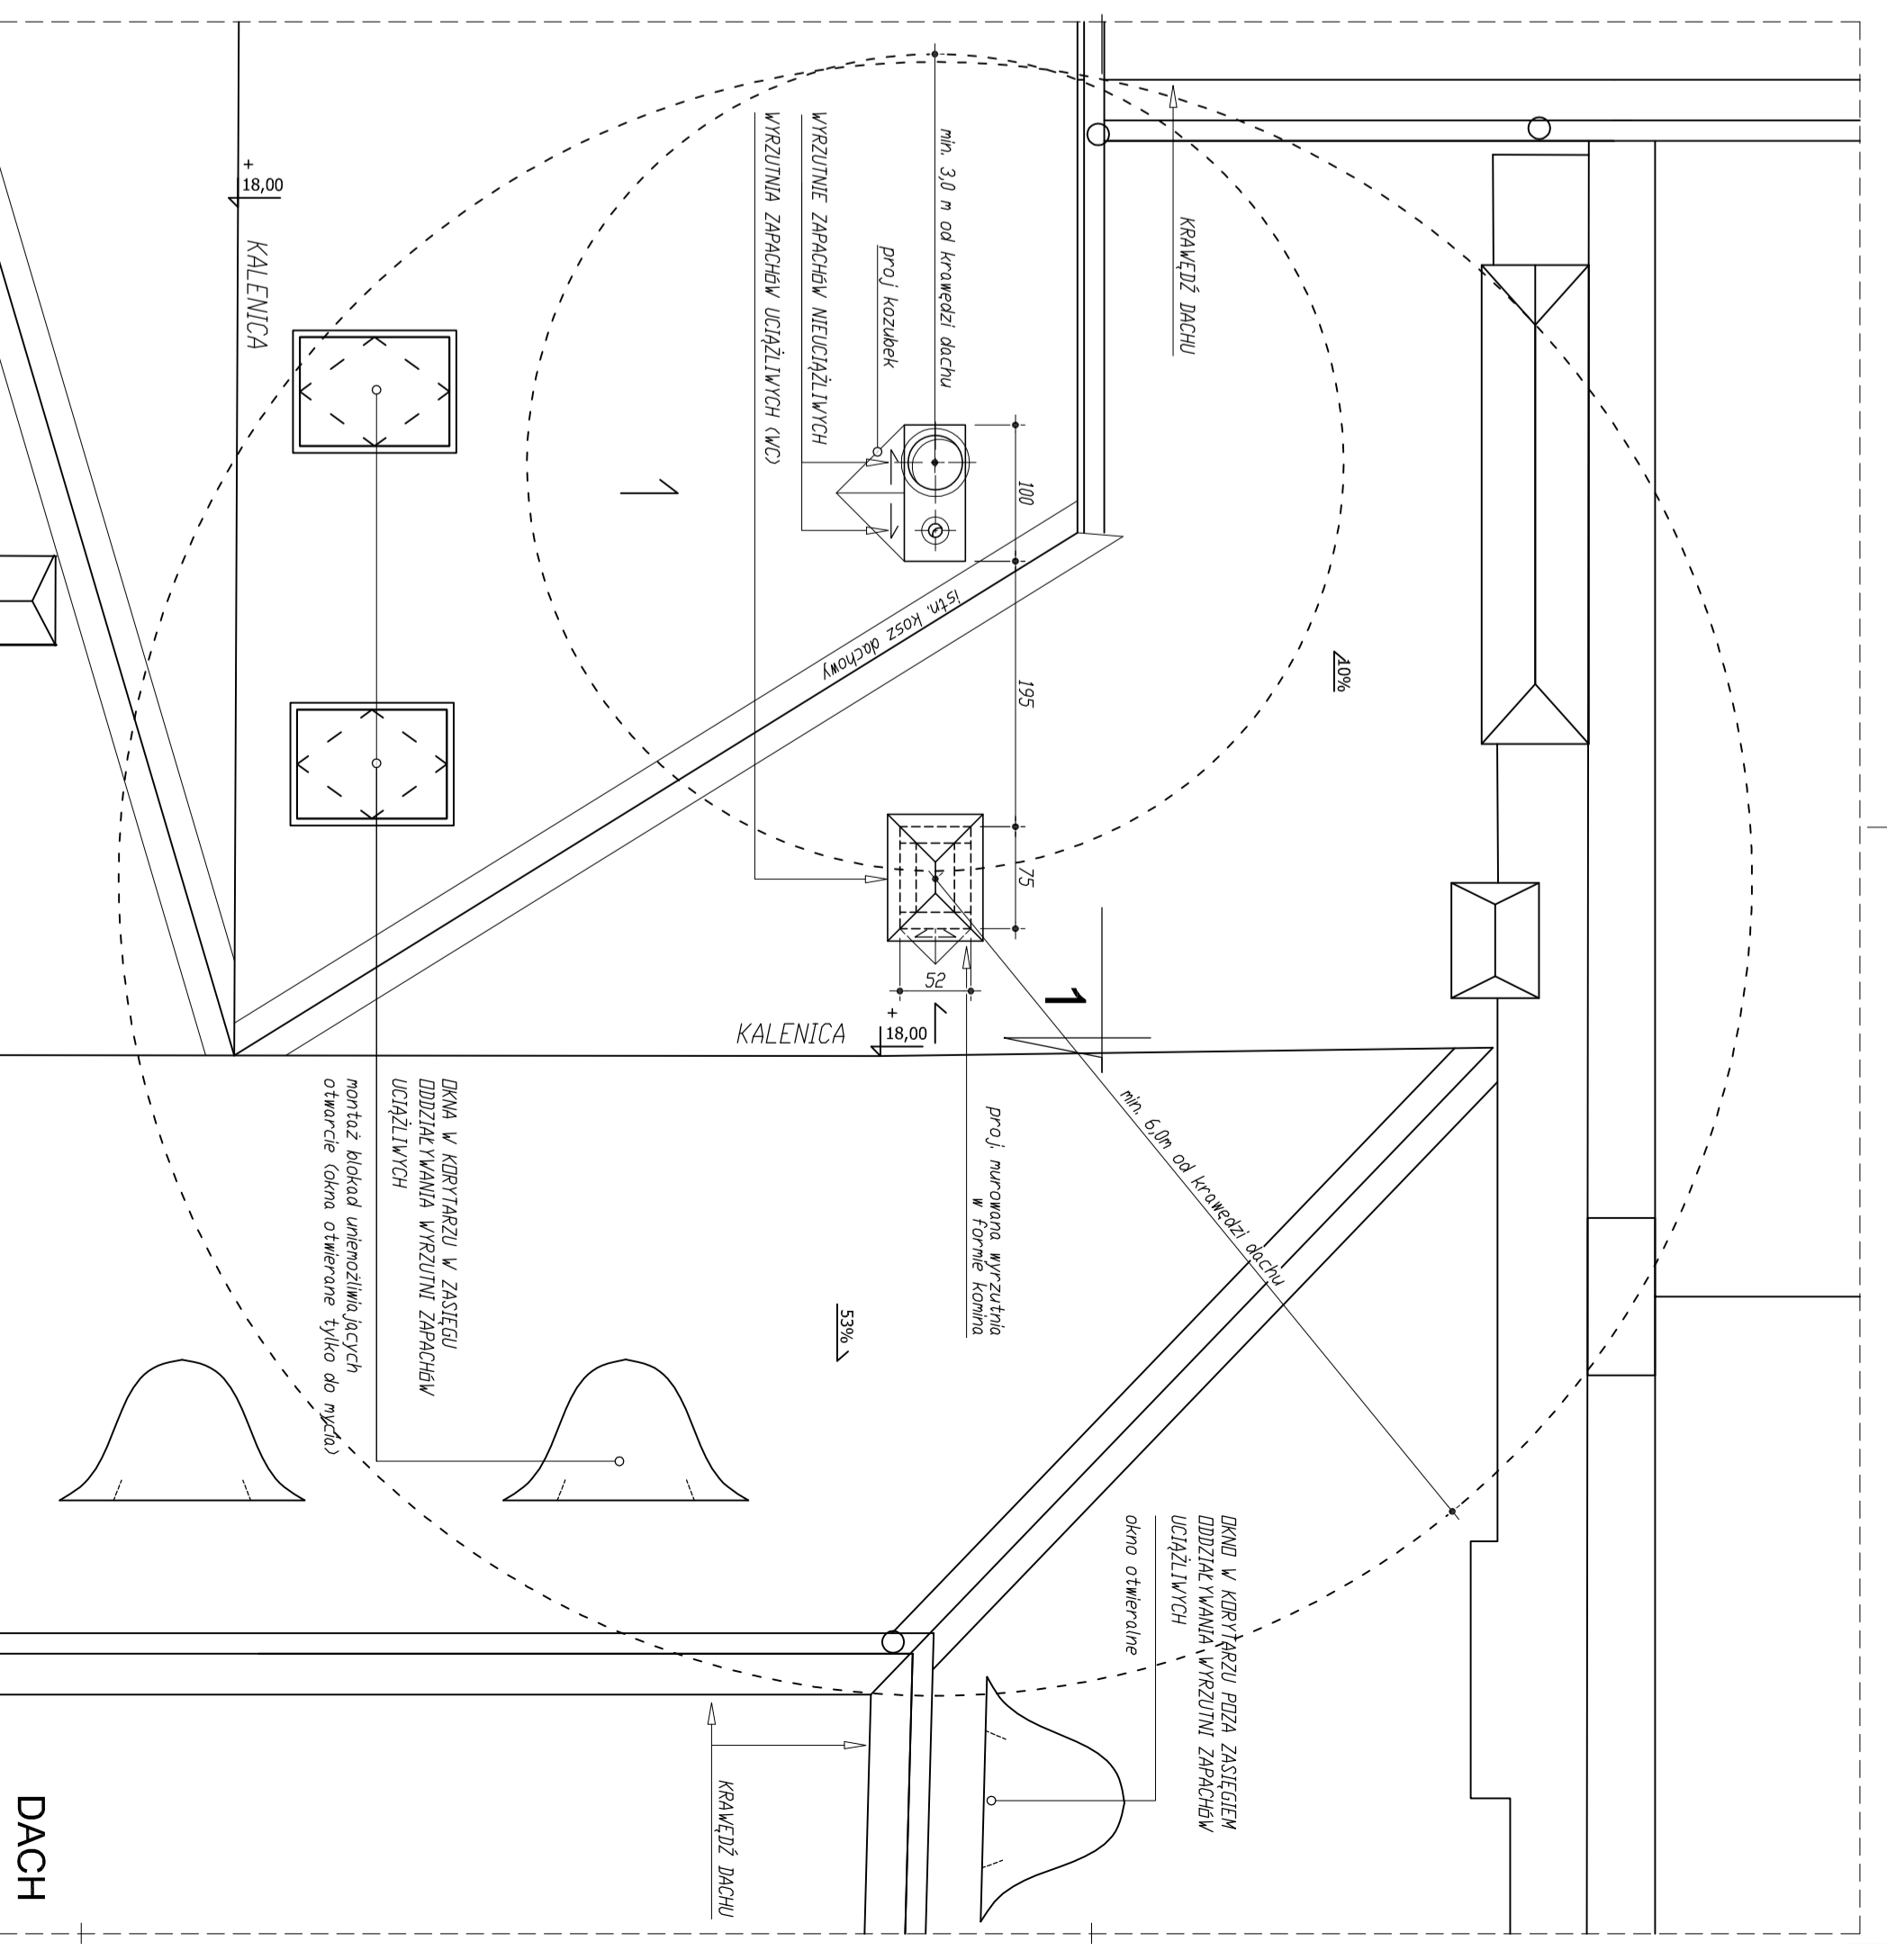 KRAWĘDŹ DACHU
min. 3,0 m od krawędzi dachu
proj kozubek
WYRZUTNIE ZAPACHÓW NIEUCIĄŻLIWYCH
WYRZUTNIA ZAPACHÓW UCIĄŻLIWYCH (WC)
+
18,00
KALENICA
1
100
195
75
52
istn. kosz dachowy
10%
1
KALENICA
+
18,00
min. 6,0m od krawędzi dachu
proj. murowana wyrzutnia
w formie komina
OKNA W KORYTARZU W ZASIĘGU
ODDZIAŁYWANIA WYRZUTNI ZAPACHÓW
UCIĄŻLIWYCH
montaż blokad uniemożliwiających
otwarcie (okna otwierane tylko do mycia)
53%
OKNO W KORYTARZU POZA ZASIĘGIEM
ODDZIAŁYWANIA WYRZUTNI ZAPACHÓW
UCIĄŻLIWYCH
okno otwieralne
KRAWĘDŹ DACHU
DACH